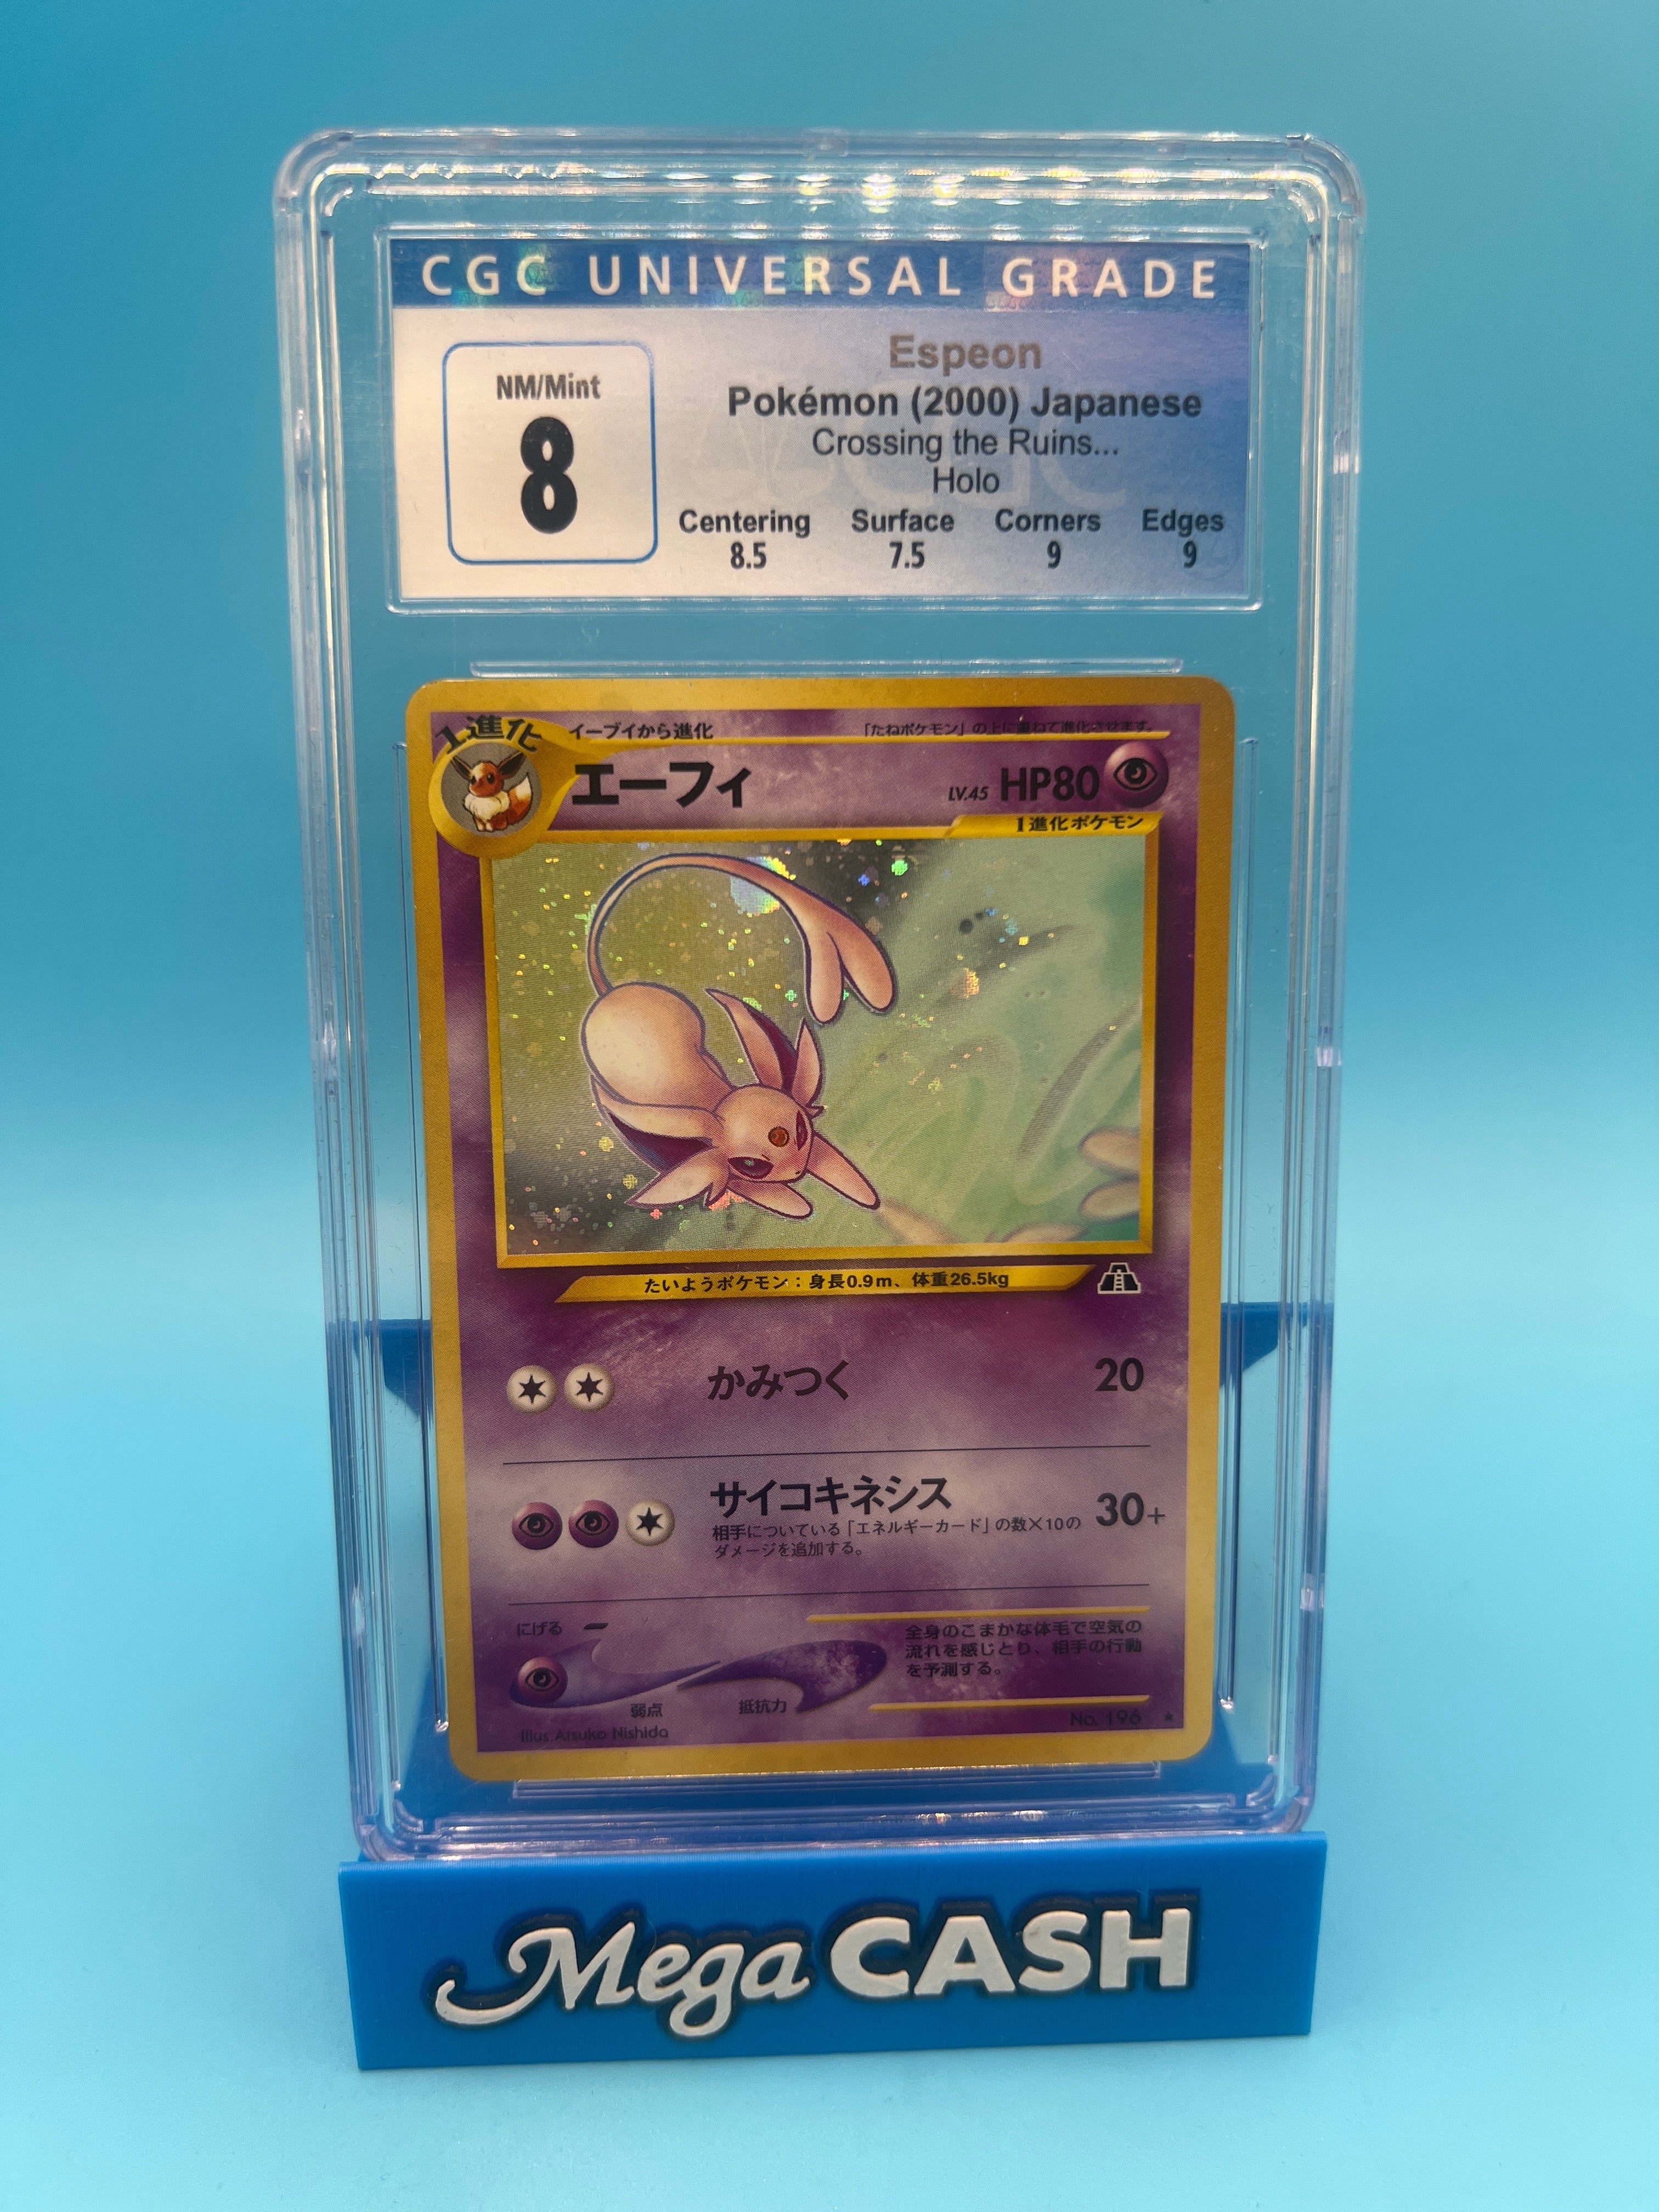 CGC UNIVERSAL GRADE
NM/Mint
8
Espeon
Pokémon (2000) Japanese
Crossing the Ruins...
Holo
Centering Surface Corners Edges
8.5 7.5 9 9
1進化
イーブイから進化 「たねポケモン」の上に重ねて進化させます。
エーフィ LV.45 HP80
1進化ポケモン
たいようポケモン：身長0.9m、体重26.5kg
かみつく 20
サイコキネシス 30+
相手についている「エネルギーカード」の数×10の
ダメージを追加する。
にげる
全身のこまかな体毛で空気の
流れを感じとり、相手の行動
を予測する。
弱点 抵抗力
Illus. Atsuko Nishida No. 196 ★
Mega CASH